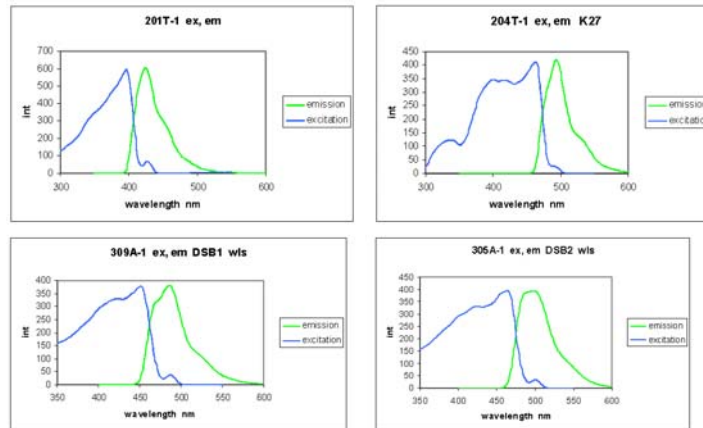 201T-1 ex, em
700
600
500
400
300
200
100
0
int
300 400 500 600
wavelength nm
emission
excitation
204T-1 ex, em K27
450
400
350
300
250
200
150
100
50
0
int
300 400 500 600
wavelength nm
emission
excitation
309A-1 ex, em DSB1 wls
400
350
300
250
200
150
100
50
0
int
350 400 450 500 550 600
wavelength nm
emission
excitation
305A-1 ex, em DSB2 wls
450
400
350
300
250
200
150
100
50
0
int
350 400 450 500 550 600
wavelength nm
emission
excitation